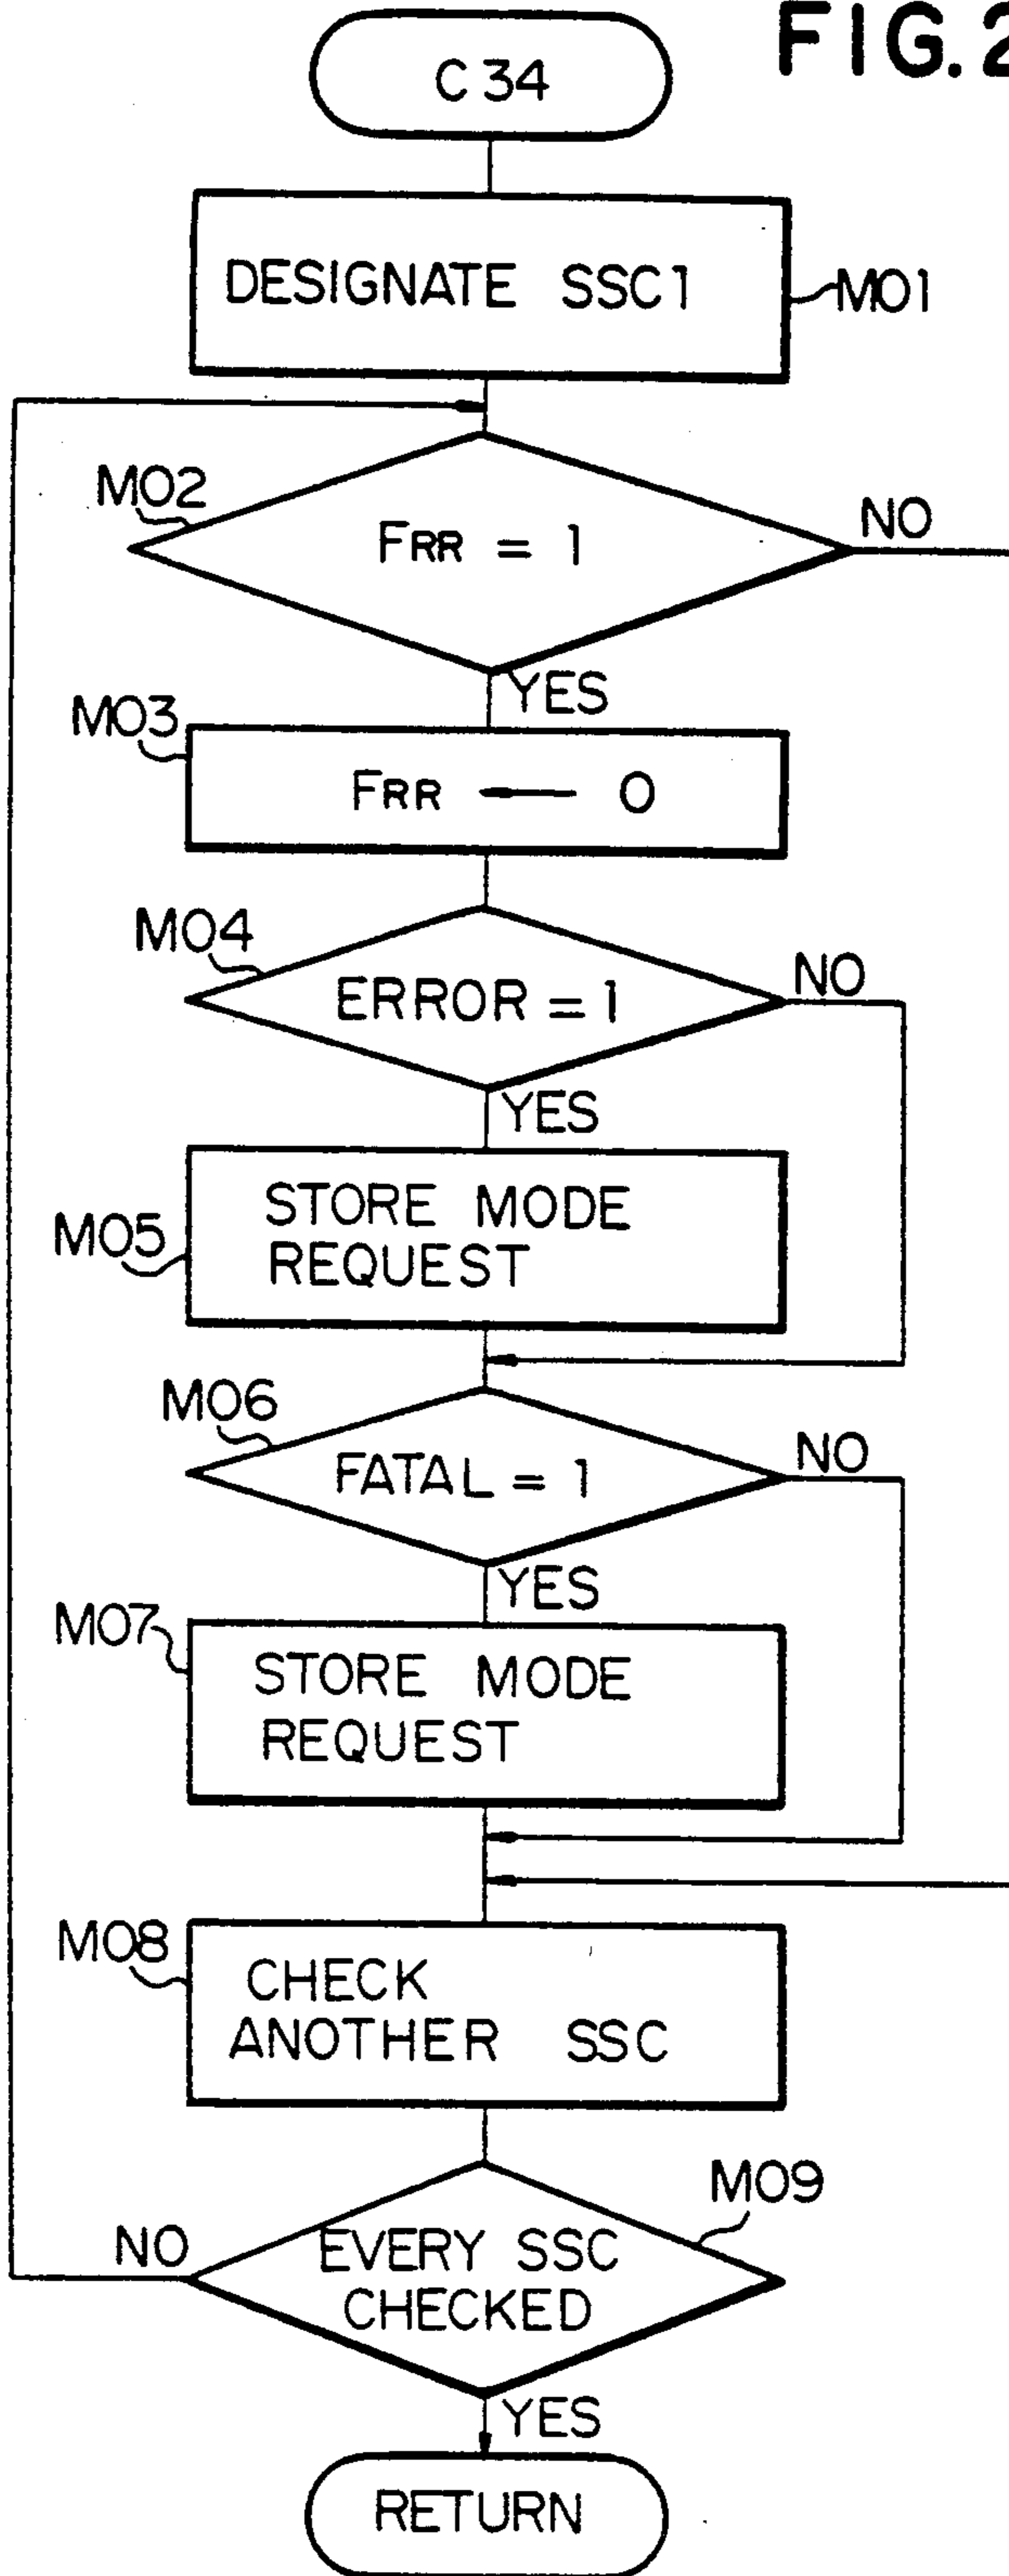 FIG. 2
C34
DESIGNATE SSC1
M01
M02
FRR = 1
NO
YES
M03
FRR ← 0
M04
ERROR = 1
NO
YES
STORE MODE
REQUEST
M05
M06
FATAL = 1
NO
YES
M07
STORE MODE
REQUEST
M08
CHECK
ANOTHER SSC
M09
NO
EVERY SSC
CHECKED
YES
RETURN